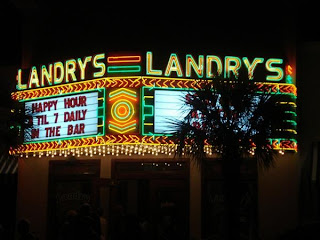 LANDRY'S
LANDRY'S
HAPPY HOUR
'TIL 7 DAILY
IN THE BAR